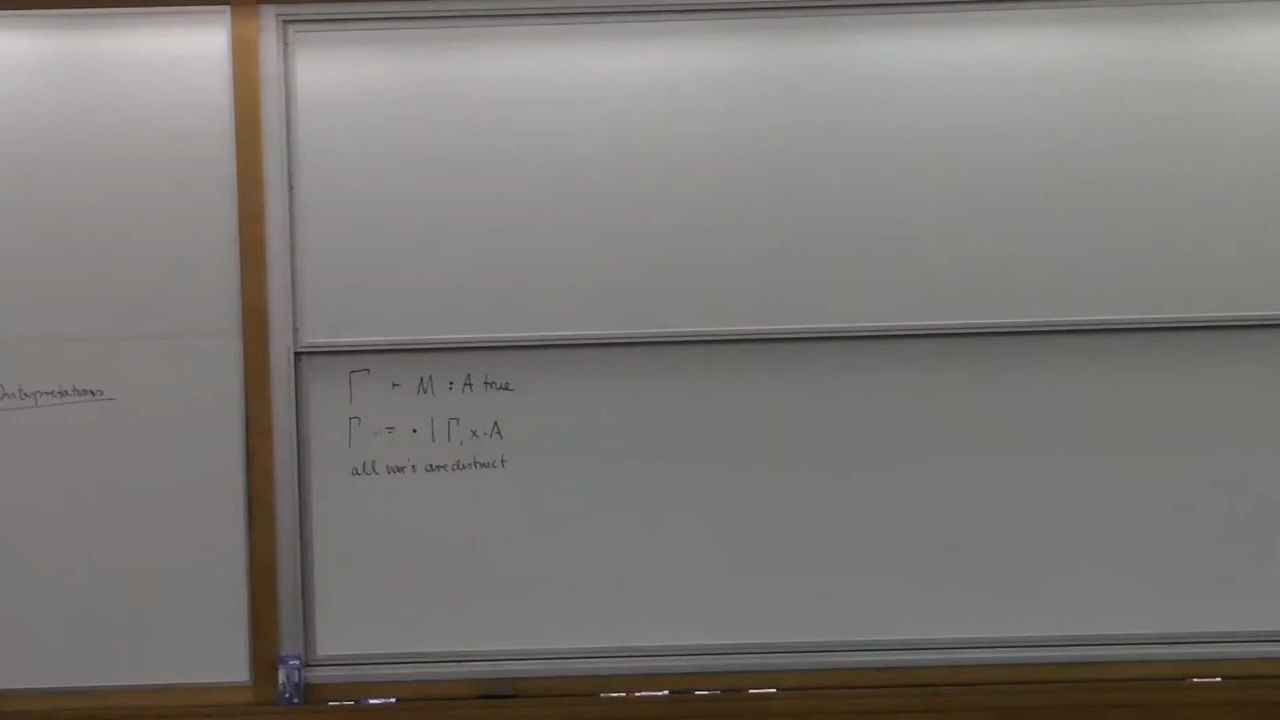 Interpretations
Γ ⊢ M : A true
Γ ::= · | Γ, x:A
all var's are distinct